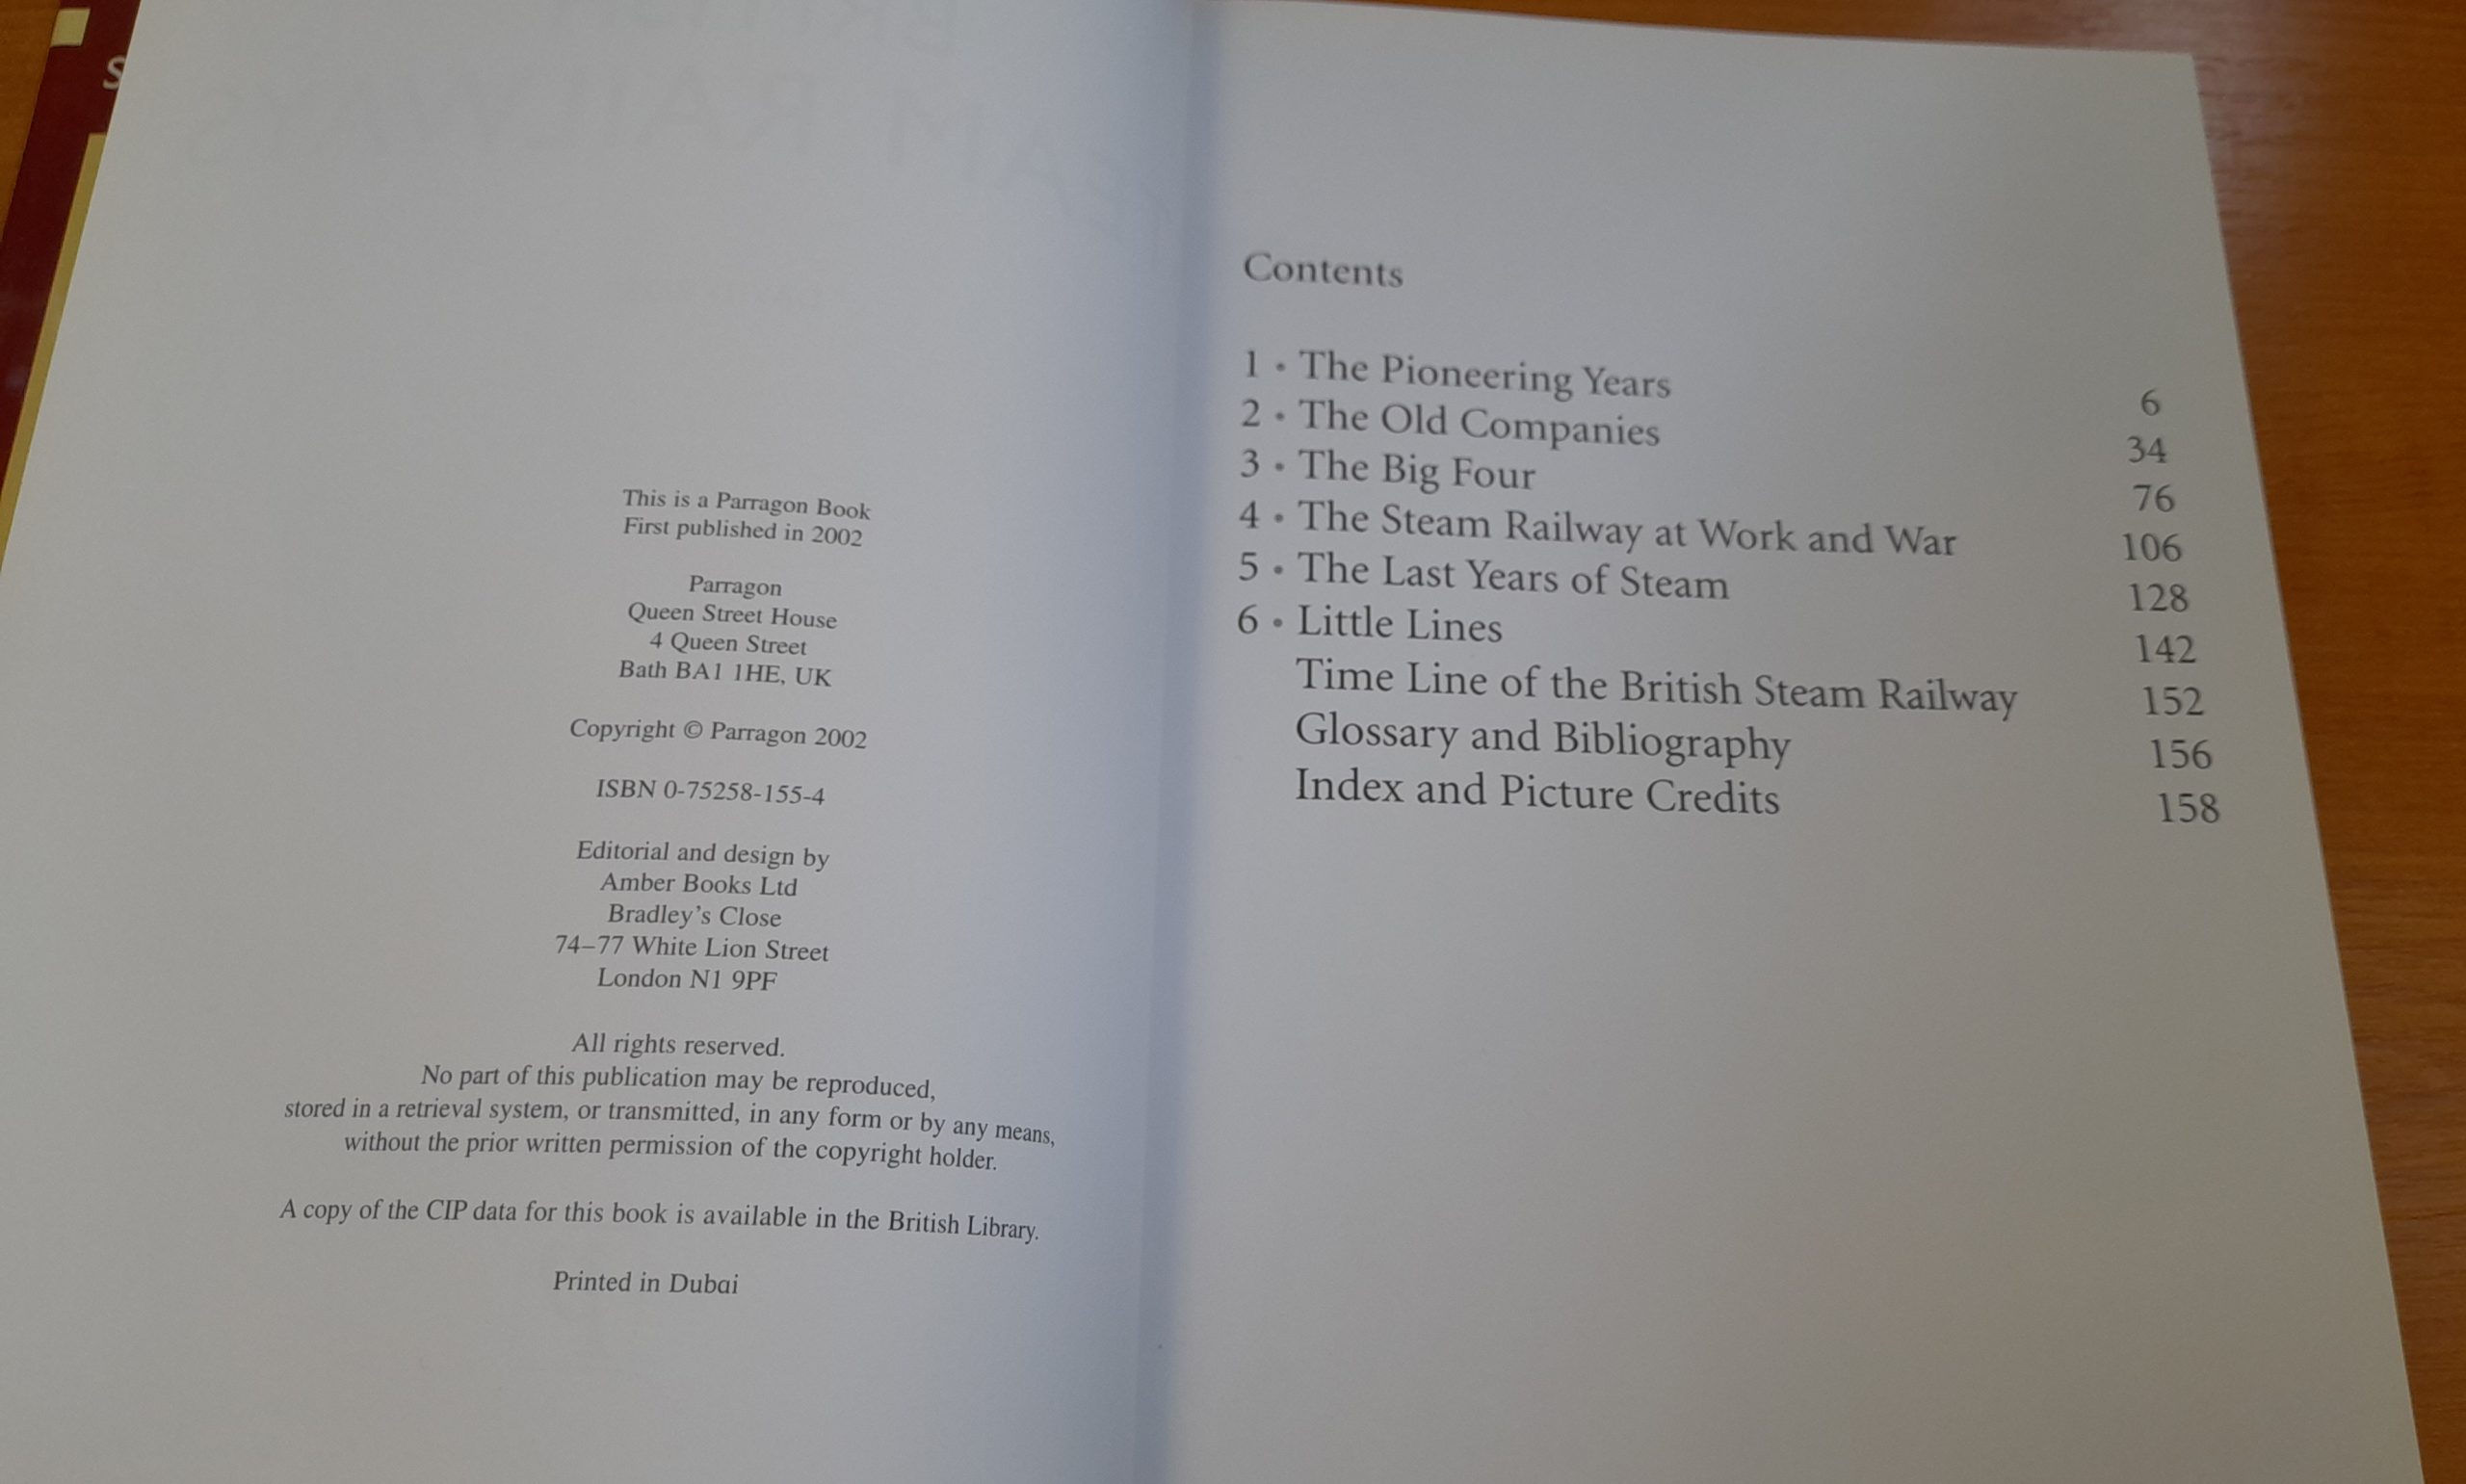 S
This is a Parragon Book
First published in 2002
Parragon
Queen Street House
4 Queen Street
Bath BA1 1HE, UK
Copyright © Parragon 2002
ISBN 0-75258-155-4
Editorial and design by
Amber Books Ltd
Bradley's Close
74–77 White Lion Street
London N1 9PF
All rights reserved.
No part of this publication may be reproduced,
stored in a retrieval system, or transmitted, in any form or by any means,
without the prior written permission of the copyright holder.
A copy of the CIP data for this book is available in the British Library.
Printed in Dubai
Contents
1 • The Pioneering Years 6
2 • The Old Companies 34
3 • The Big Four 76
4 • The Steam Railway at Work and War 106
5 • The Last Years of Steam 128
6 • Little Lines 142
Time Line of the British Steam Railway 152
Glossary and Bibliography 156
Index and Picture Credits 158